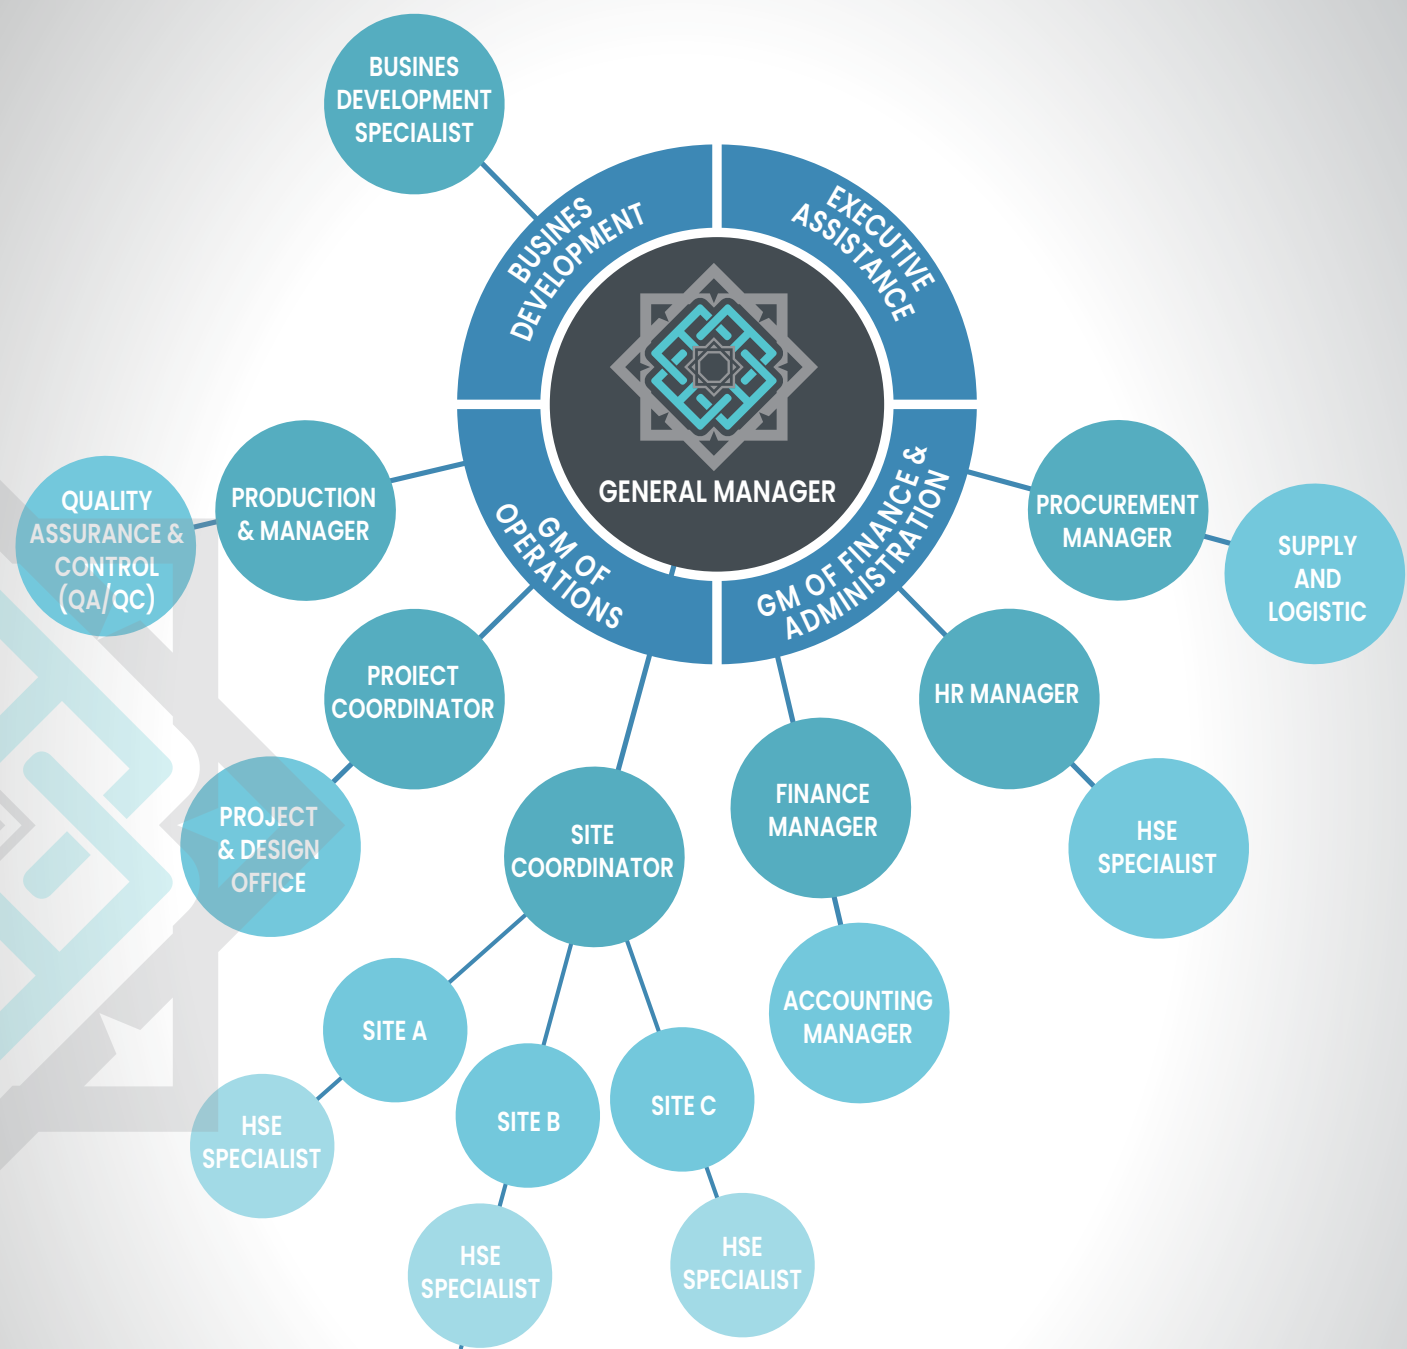 BUSINES
DEVELOPMENT
SPECIALIST
BUSINES
DEVELOPMENT
EXECUTIVE
ASSISTANCE
GENERAL MANAGER
GM OF
OPERATIONS
GM OF FINANCE &
ADMINISTRATION
QUALITY
ASSURANCE &
CONTROL
(QA/QC)
PRODUCTION
& MANAGER
PROCUREMENT
MANAGER
SUPPLY
AND
LOGISTIC
PROIECT
COORDINATOR
HR MANAGER
PROJECT
& DESIGN
OFFICE
SITE
COORDINATOR
FINANCE
MANAGER
HSE
SPECIALIST
ACCOUNTING
MANAGER
SITE A
SITE B
SITE C
HSE
SPECIALIST
HSE
SPECIALIST
HSE
SPECIALIST